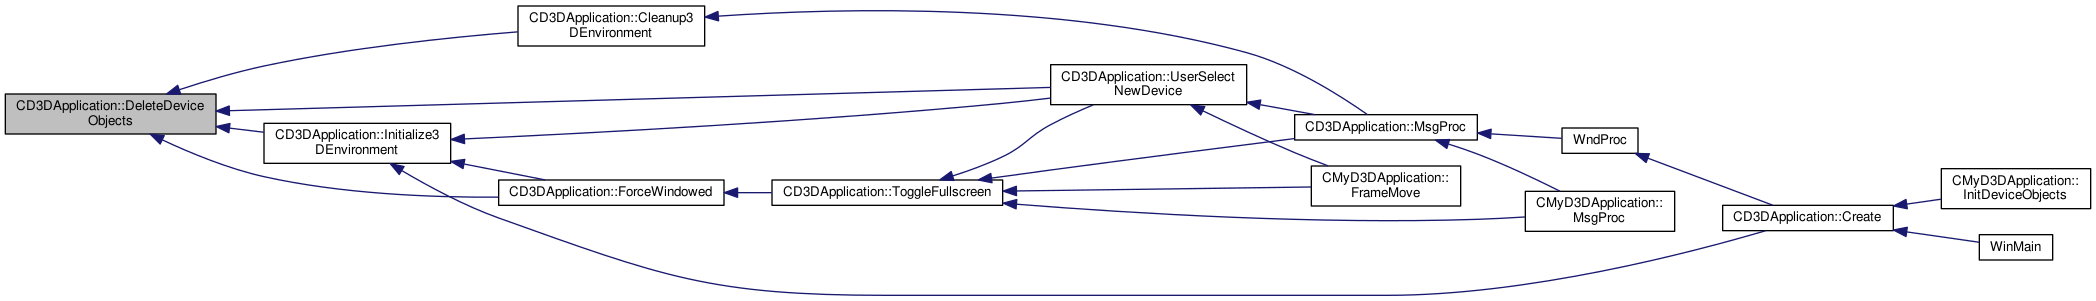 CD3DApplication::Cleanup3
DEnvironment
CD3DApplication::UserSelect
NewDevice
CD3DApplication::DeleteDevice
Objects
CD3DApplication::Initialize3
DEnvironment
CD3DApplication::MsgProc
WndProc
CD3DApplication::ForceWindowed
CD3DApplication::ToggleFullscreen
CMyD3DApplication::
FrameMove
CMyD3DApplication::
MsgProc
CD3DApplication::Create
CMyD3DApplication::
InitDeviceObjects
WinMain